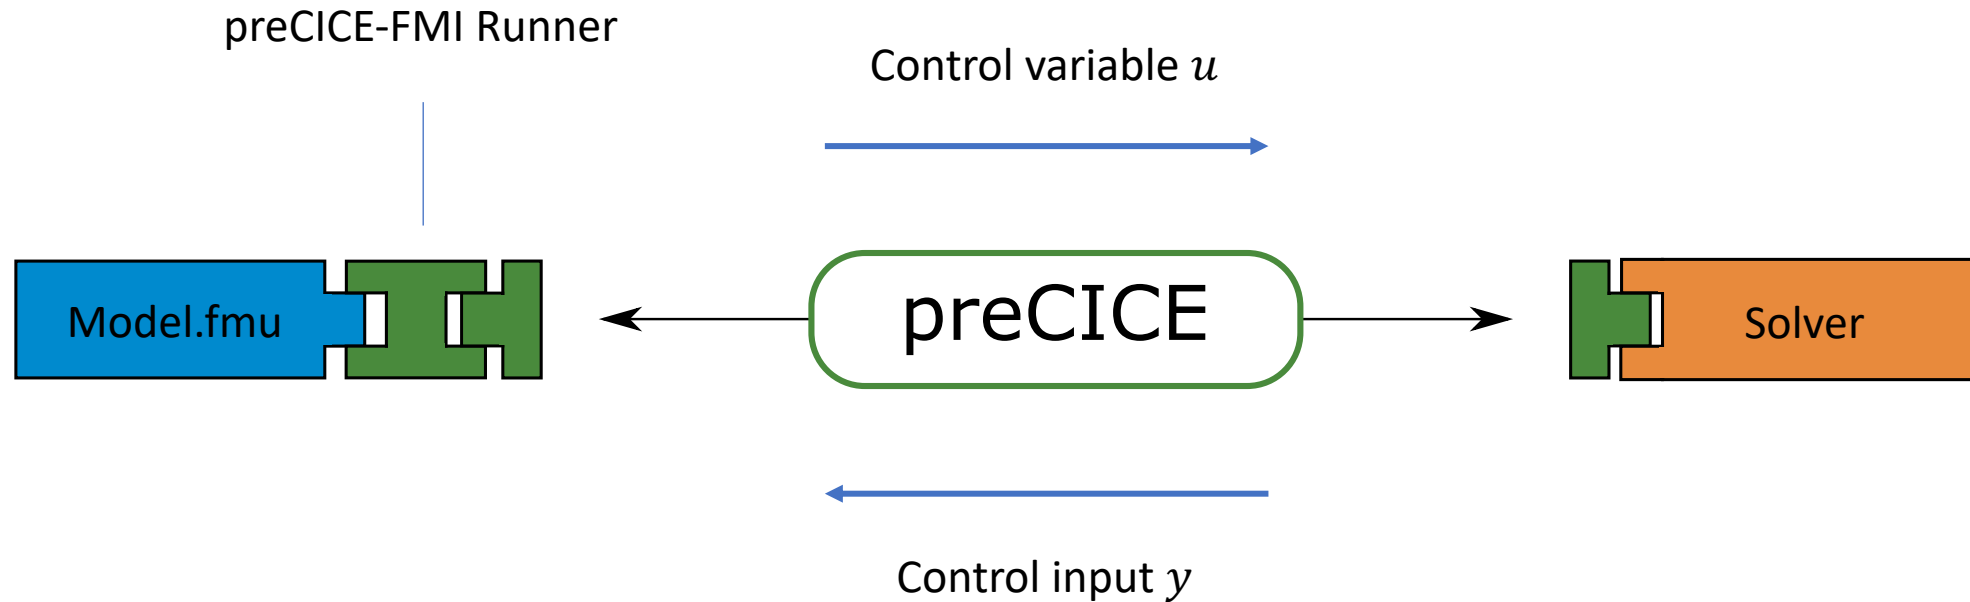 preCICE-FMI Runner
Control variable u
Model.fmu
preCICE
Solver
Control input y